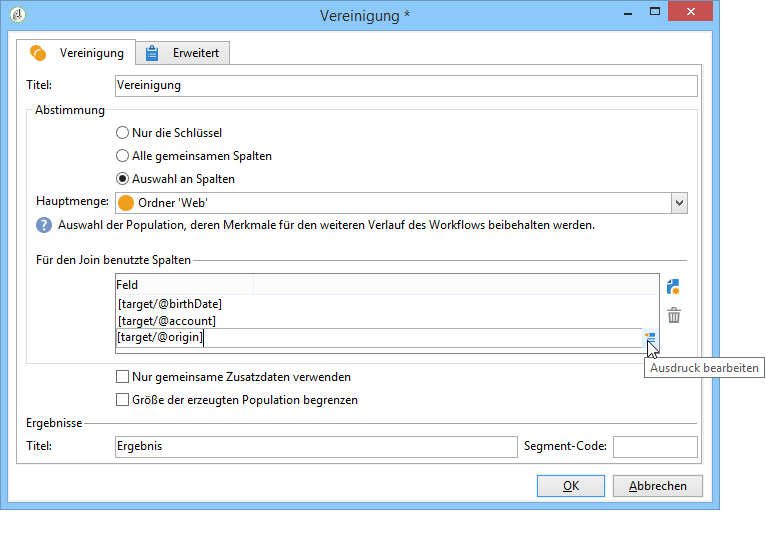 Vereinigung *
Vereinigung Erweitert
Titel: Vereinigung
Abstimmung
Nur die Schlüssel
Alle gemeinsamen Spalten
Auswahl an Spalten
Hauptmenge: Ordner 'Web'
? Auswahl der Population, deren Merkmale für den weiteren Verlauf des Workflows beibehalten werden.
Für den Join benutzte Spalten
Feld
[target/@birthDate]
[target/@account]
[target/@origin]
Ausdruck bearbeiten
Nur gemeinsame Zusatzdaten verwenden
Größe der erzeugten Population begrenzen
Ergebnisse
Titel: Ergebnis Segment-Code:
OK Abbrechen